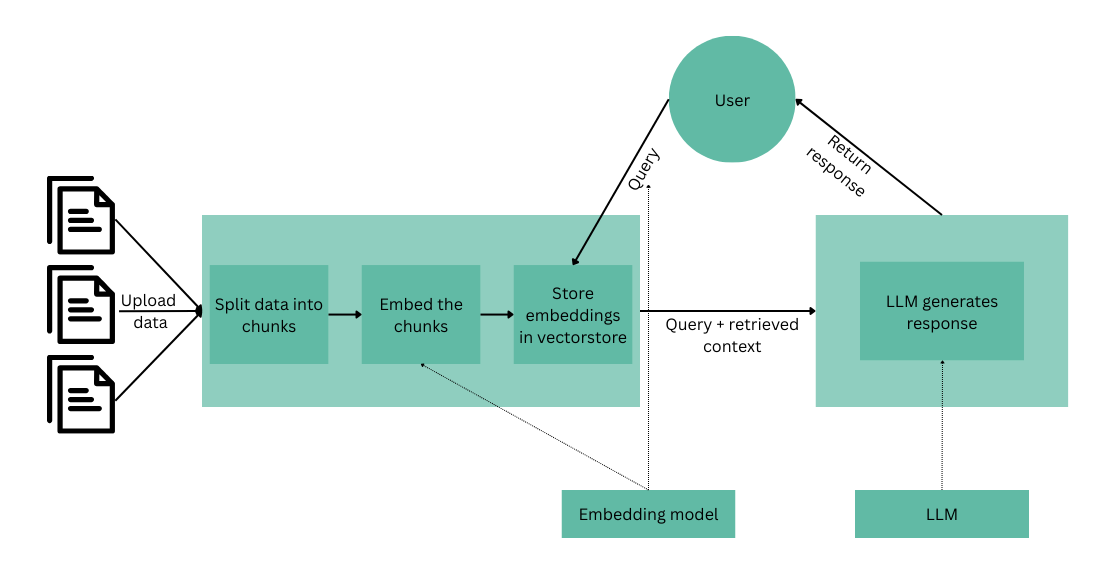 User
Query
Return
response
Upload
data
Split data into
chunks
Embed the
chunks
Store
embeddings
in vectorstore
Query + retrieved
context
LLM generates
response
Embedding model
LLM